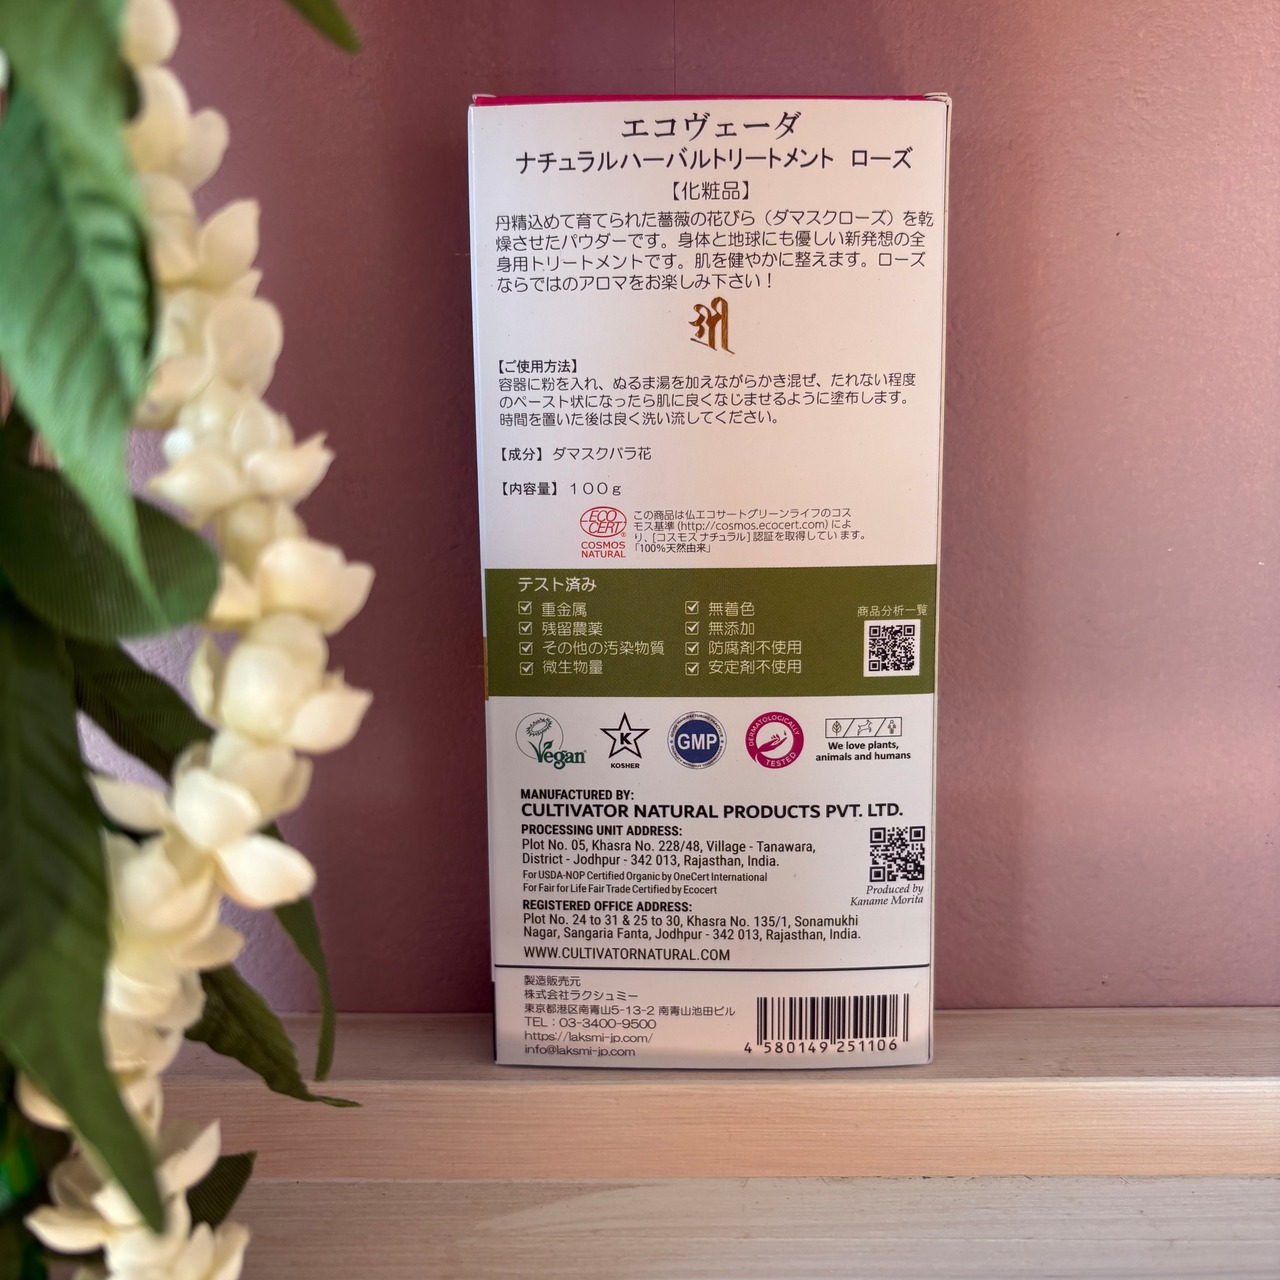 エコヴェーダ
ナチュラルハーバルトリートメント ローズ
【化粧品】
丹精込めて育てられた薔薇の花びら（ダマスクローズ）を乾
燥させたパウダーです。身体と地球にも優しい新発想の全
身用トリートメントです。肌を健やかに整えます。ローズ
ならではのアロマをお楽しみ下さい！
【ご使用方法】
容器に粉を入れ、ぬるま湯を加えながらかき混ぜ、たれない程度
のペースト状になったら肌に良くなじませるように塗布します。
時間を置いた後は良く洗い流してください。
【成分】ダマスクバラ花
【内容量】１００ｇ
ECO
CERT
COSMOS
NATURAL
この商品は仏エコサートグリーンライフのコス
モス基準(http://cosmos.ecocert.com)によ
り、[コスモスナチュラル]認証を取得しています。
「100%天然由来」
テスト済み
重金属
残留農薬
その他の汚染物質
微生物量
無着色
無添加
防腐剤不使用
安定剤不使用
商品分析一覧
Vegan
K
KOSHER
GMP
DERMATOLOGICALLY
TESTED
We love plants,
animals and humans
MANUFACTURED BY:
CULTIVATOR NATURAL PRODUCTS PVT. LTD.
PROCESSING UNIT ADDRESS:
Plot No. 05, Khasra No. 228/48, Village - Tanawara,
District - Jodhpur - 342 013, Rajasthan, India.
For USDA-NOP Certified Organic by OneCert International
For Fair for Life Fair Trade Certified by Ecocert
Produced by
Kaname Morita
REGISTERED OFFICE ADDRESS:
Plot No. 24 to 31 & 25 to 30, Khasra No. 135/1, Sonamukhi
Nagar, Sangaria Fanta, Jodhpur - 342 013, Rajasthan, India.
WWW.CULTIVATORNATURAL.COM
製造販売元
株式会社ラクシュミー
東京都港区南青山5-13-2 南青山池田ビル
TEL：03-3400-9500
https://laksmi-jp.com/
info@laksmi-jp.com
4 580149 251106